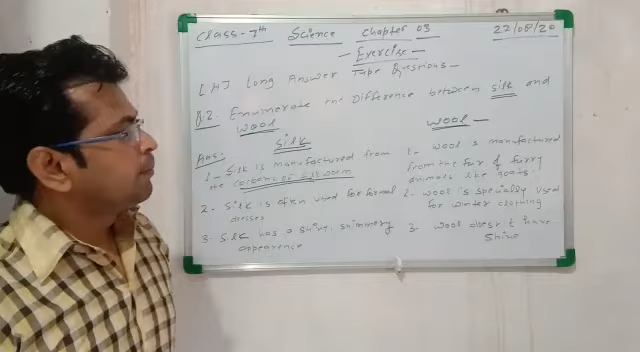 Class-7th Science Chapter 03 22/08/20
- Exercise -
[H] Long Answer Type Questions -
Q.2. Enumerate the Difference between silk and
wool
Silk
Ans:
1- Silk is manufactured from
the cocoons of silkworm
2- Silk is often used for formal
dresses
3- Silk has a shine, shimmery
appearence
wool -
1- wool is manufactured
from the fur of furry
animals like goats.
2- wool is specially used
for winter clothing
3- wool doesn't have
shine